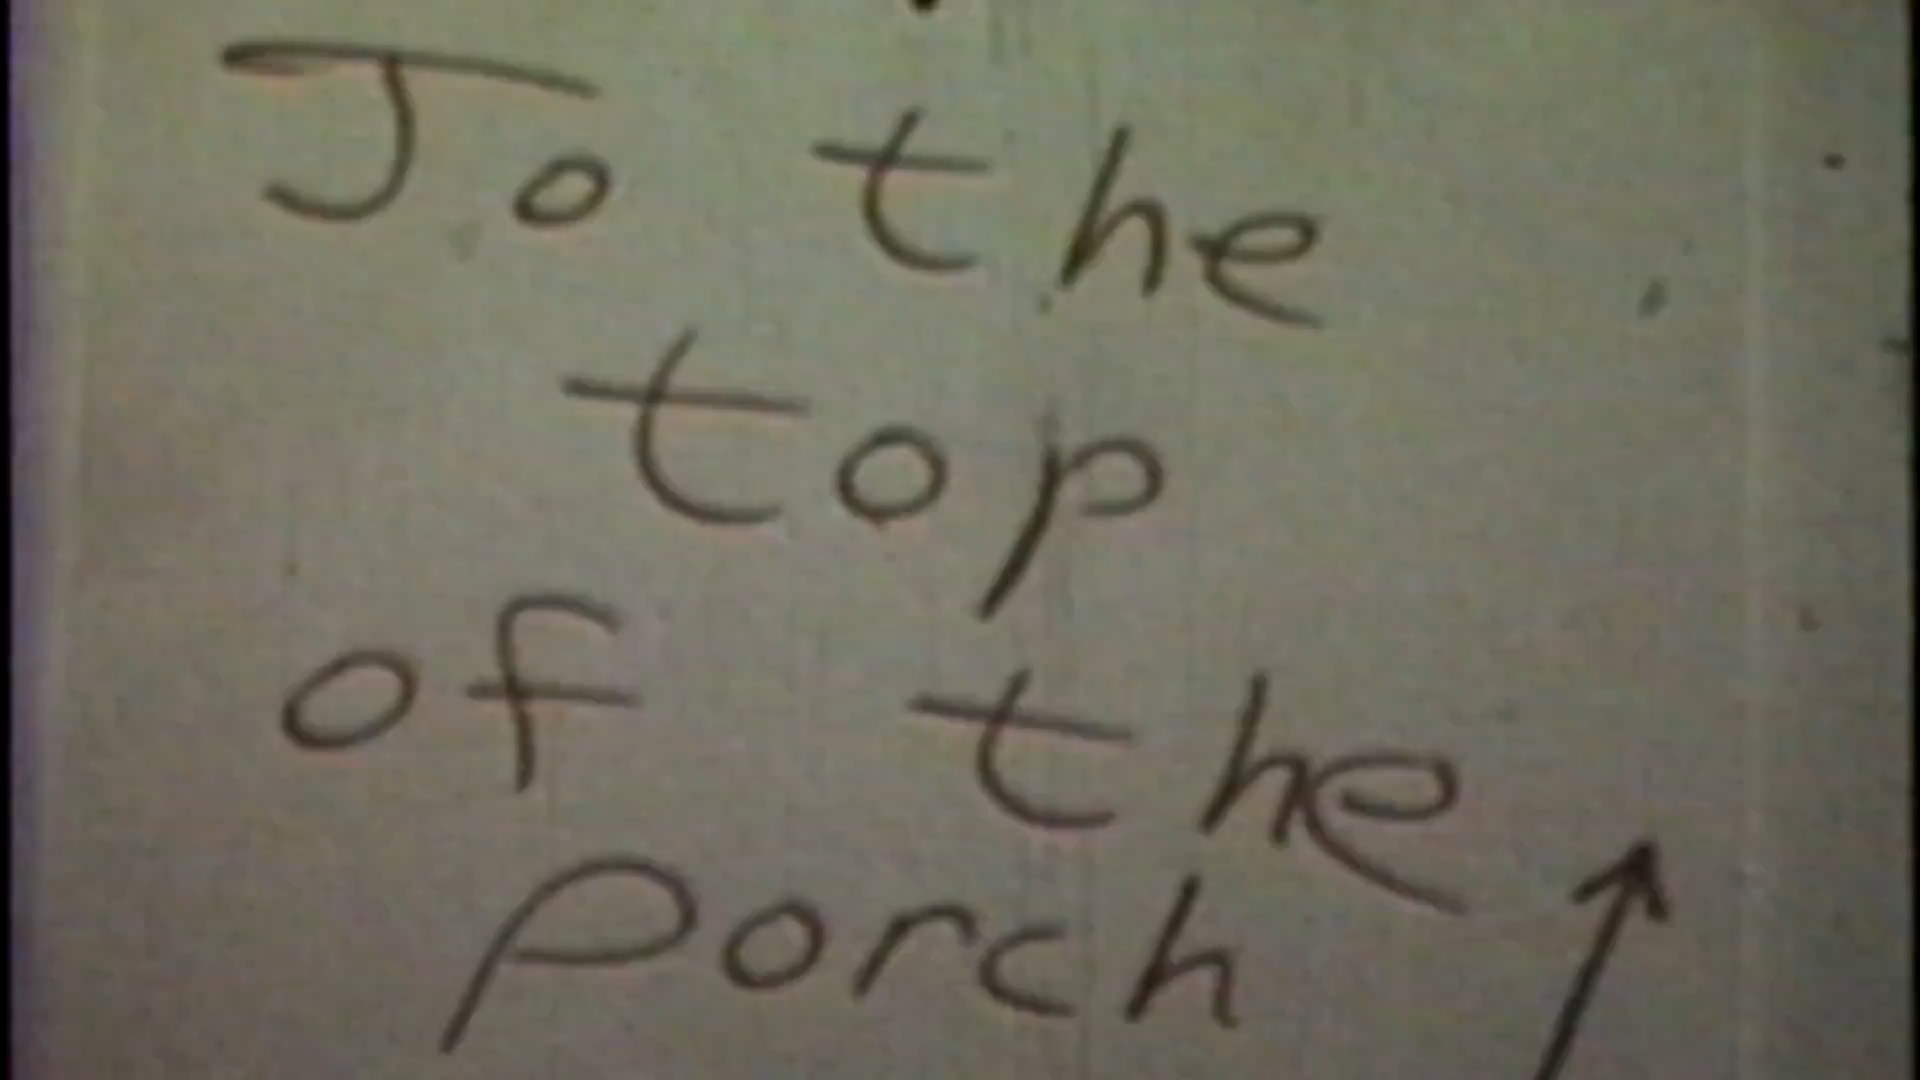 To the
top
of the
porch